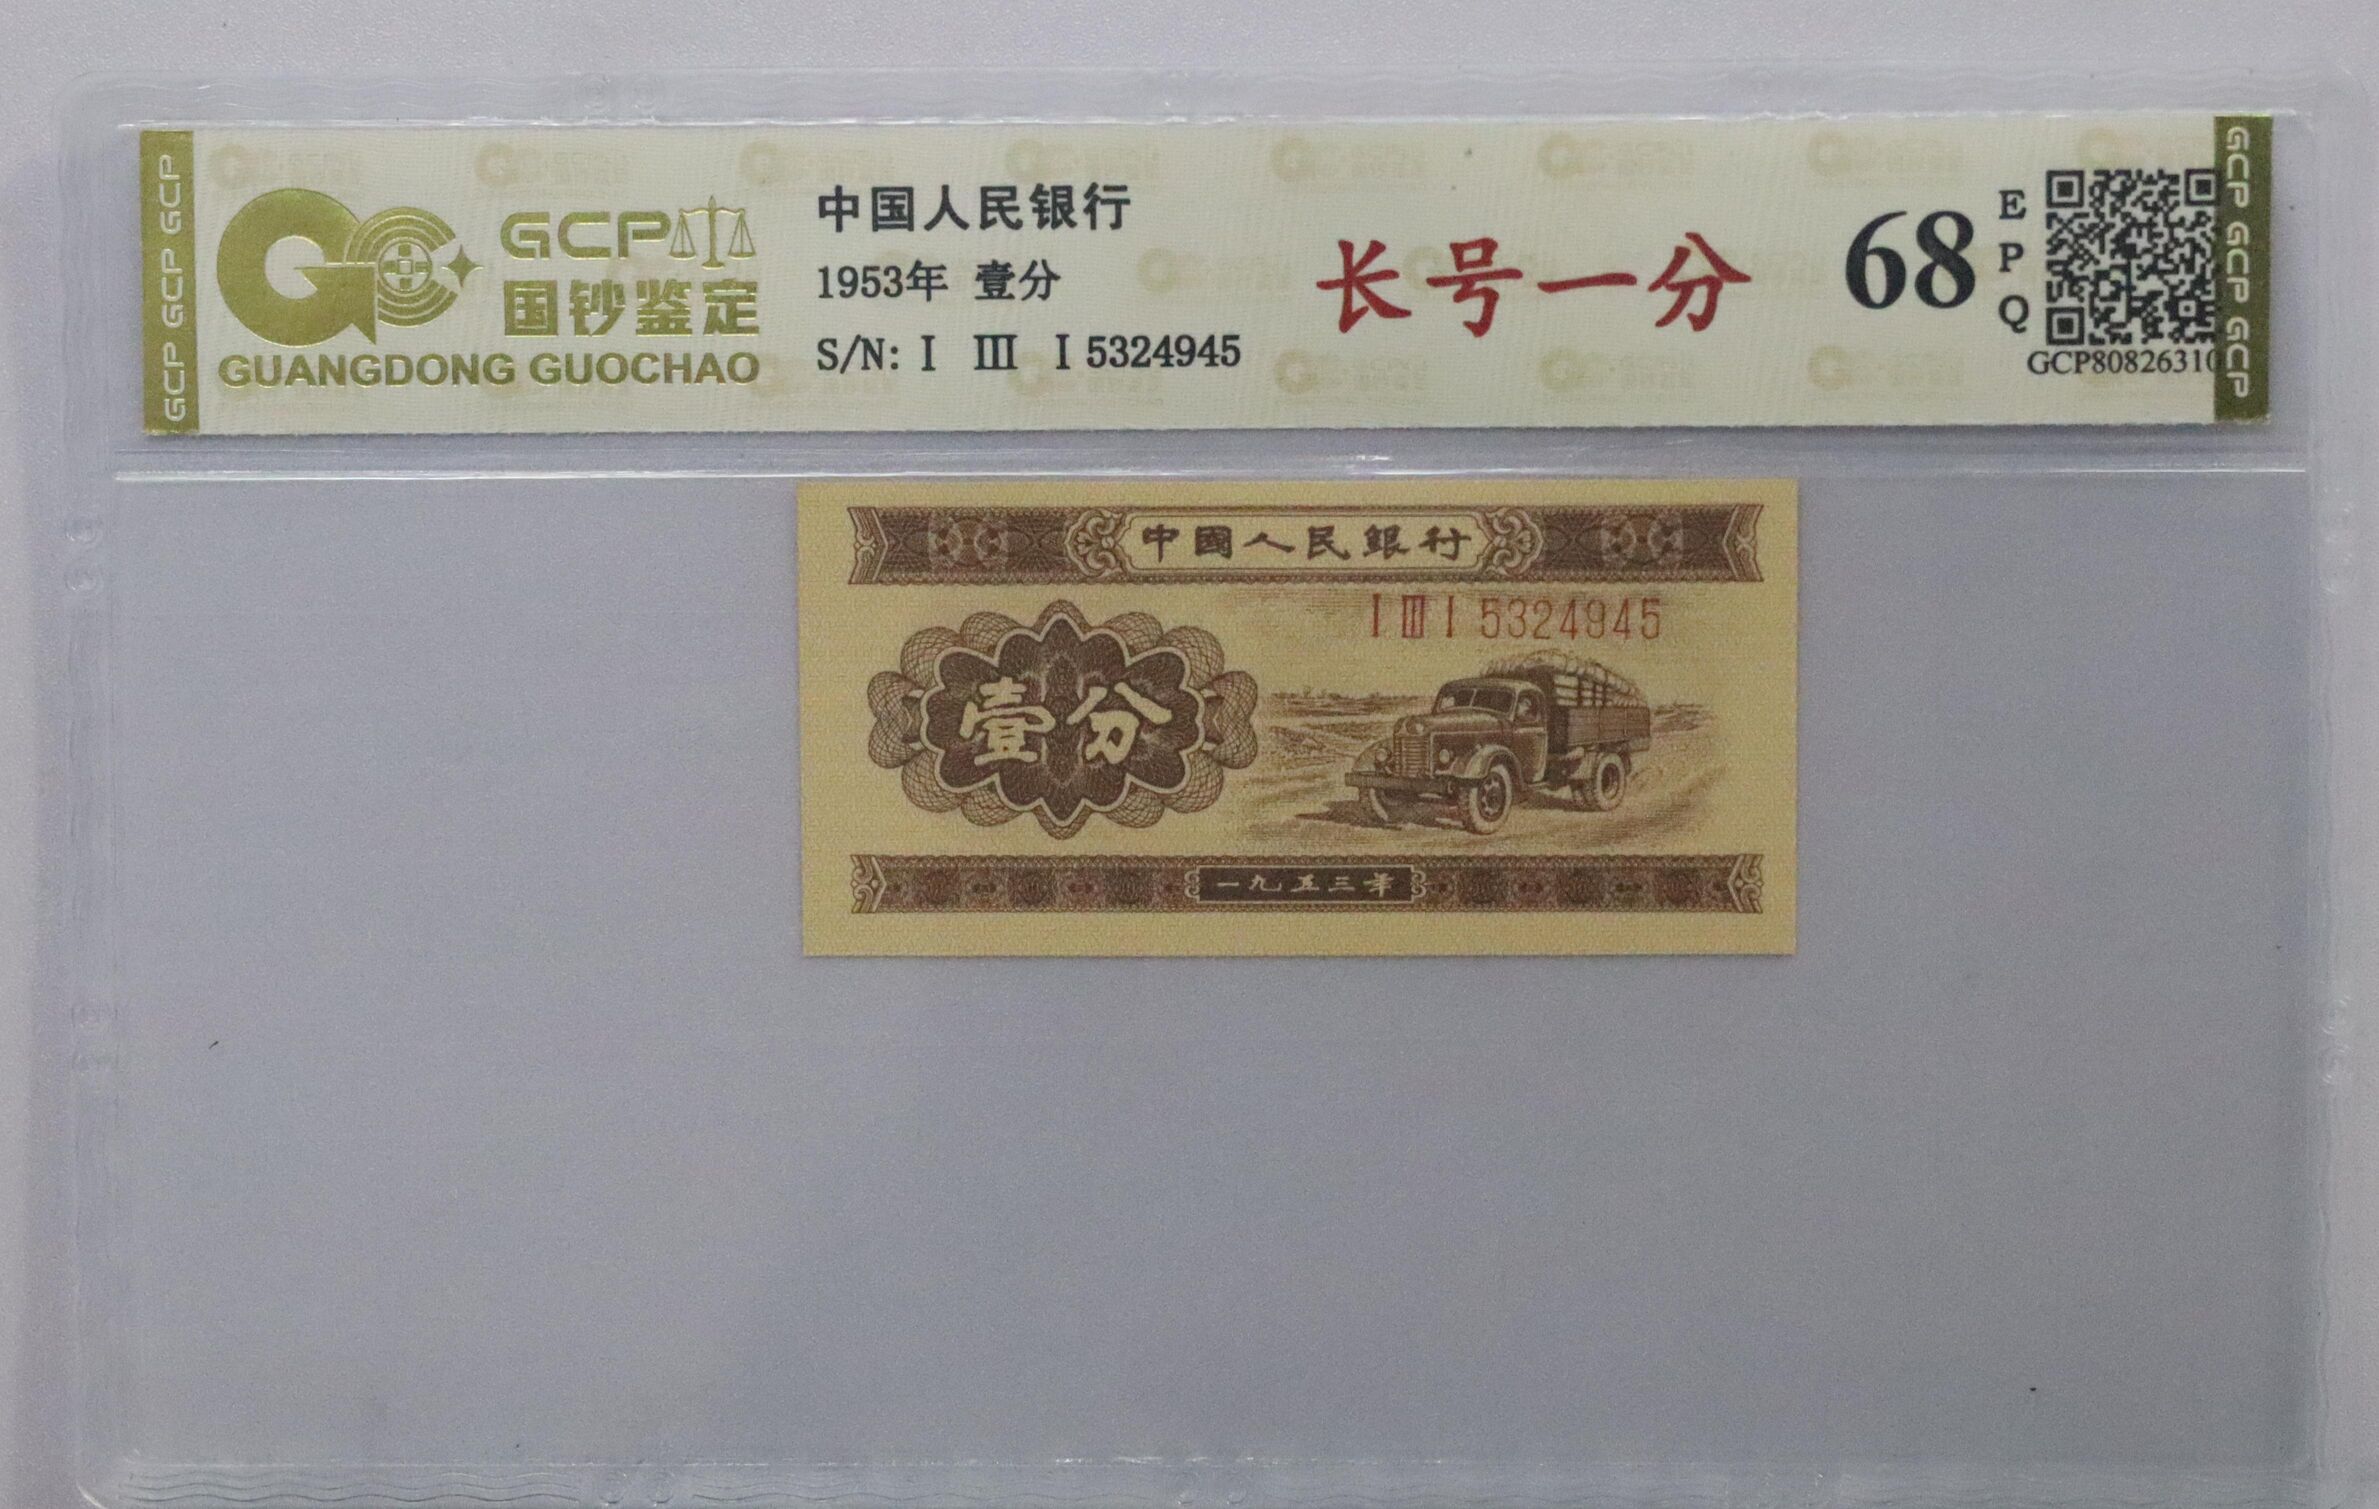 GCP GCP GCP
GCP
国钞鉴定
GUANGDONG GUOCHAO
中国人民银行
1953年 壹分
S/N: I III I 5324945
长号一分
68
EPQ
GCP80826310
GCP GCP GCP
中國人民銀行
I III I 5324945
壹分
一九五三年